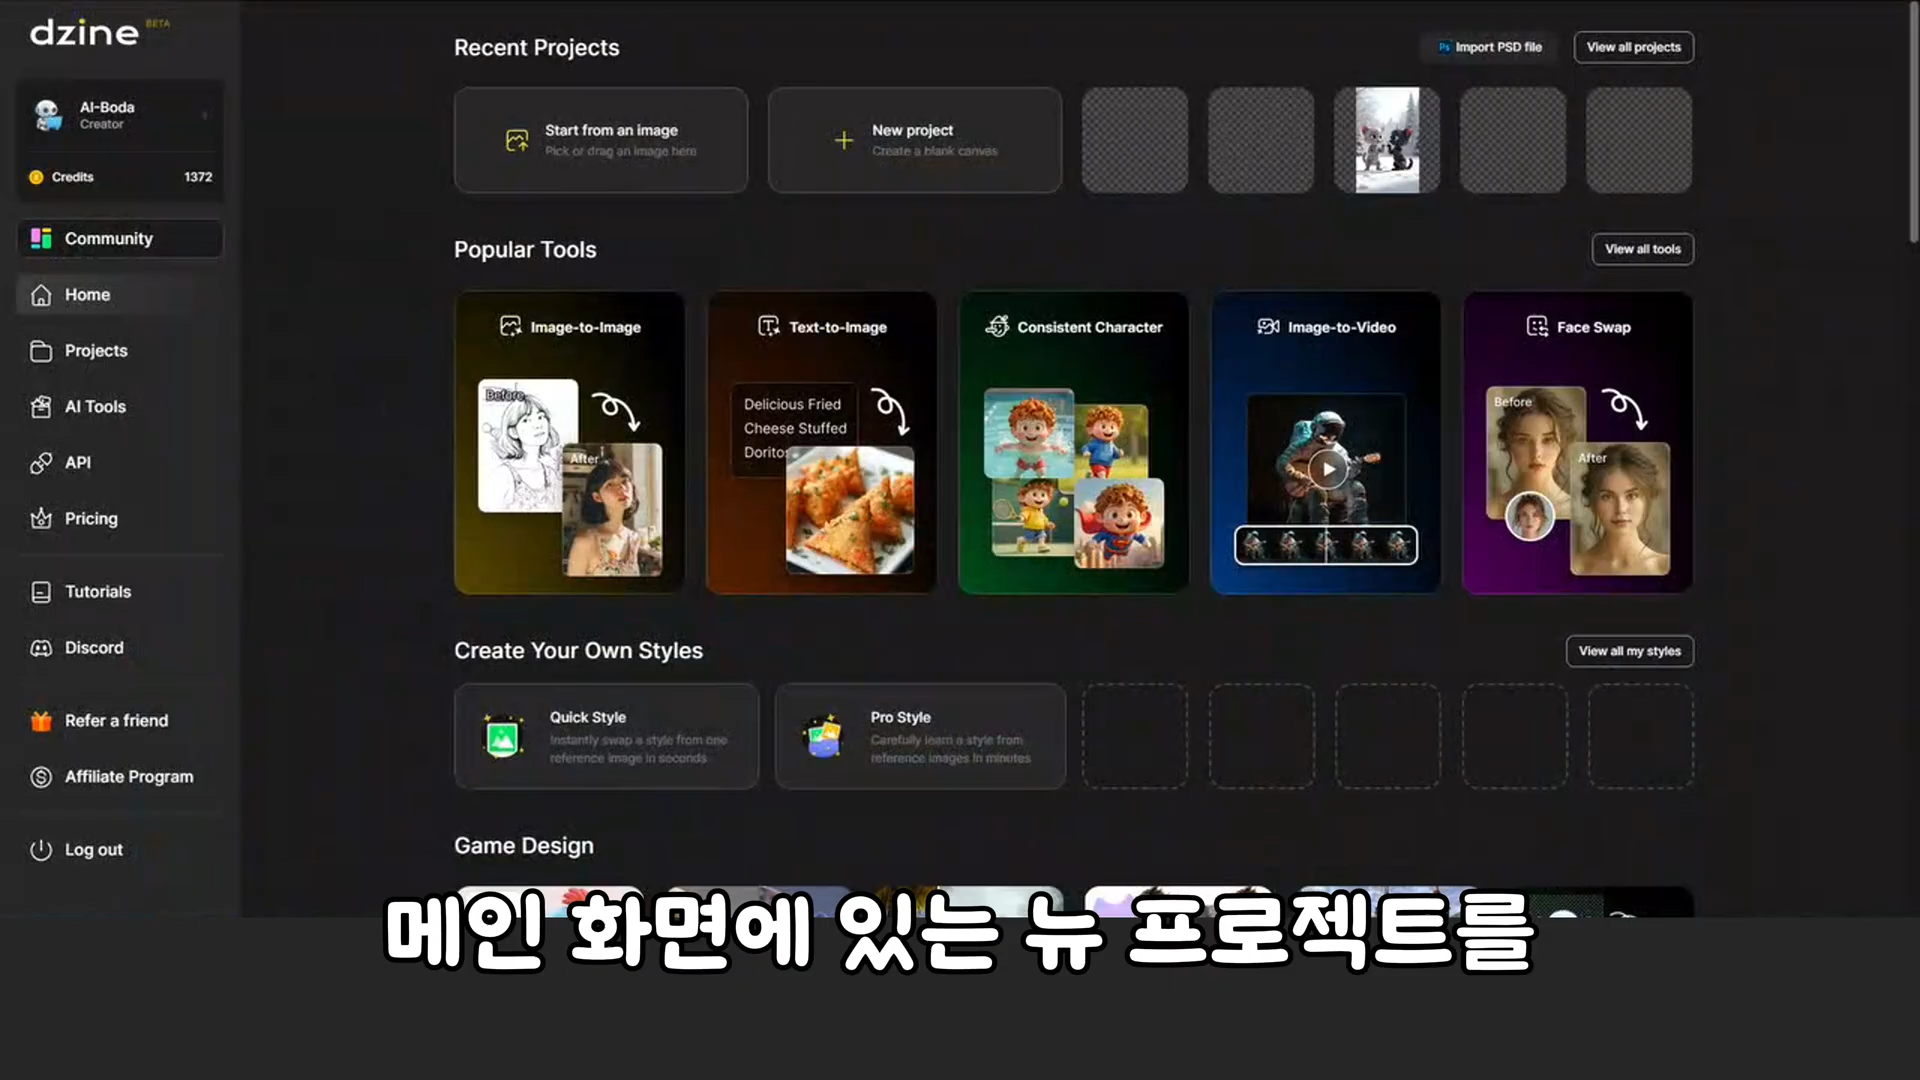 dzine BETA
AI-Boda
Creator
Credits 1372
Community
Home
Projects
AI Tools
API
Pricing
Tutorials
Discord
Refer a friend
Affiliate Program
Log out
Recent Projects
Ps Import PSD file
View all projects
Start from an image
Pick or drag an image here
New project
Create a blank canvas
Popular Tools
View all tools
Image-to-Image
Before
After
Text-to-Image
Delicious Fried
Cheese Stuffed
Doritos
Consistent Character
Image-to-Video
Face Swap
Before
After
Create Your Own Styles
View all my styles
Quick Style
Instantly swap a style from one
reference image in seconds
Pro Style
Carefully learn a style from
reference images in minutes
Game Design
메인 화면에 있는 뉴 프로젝트를